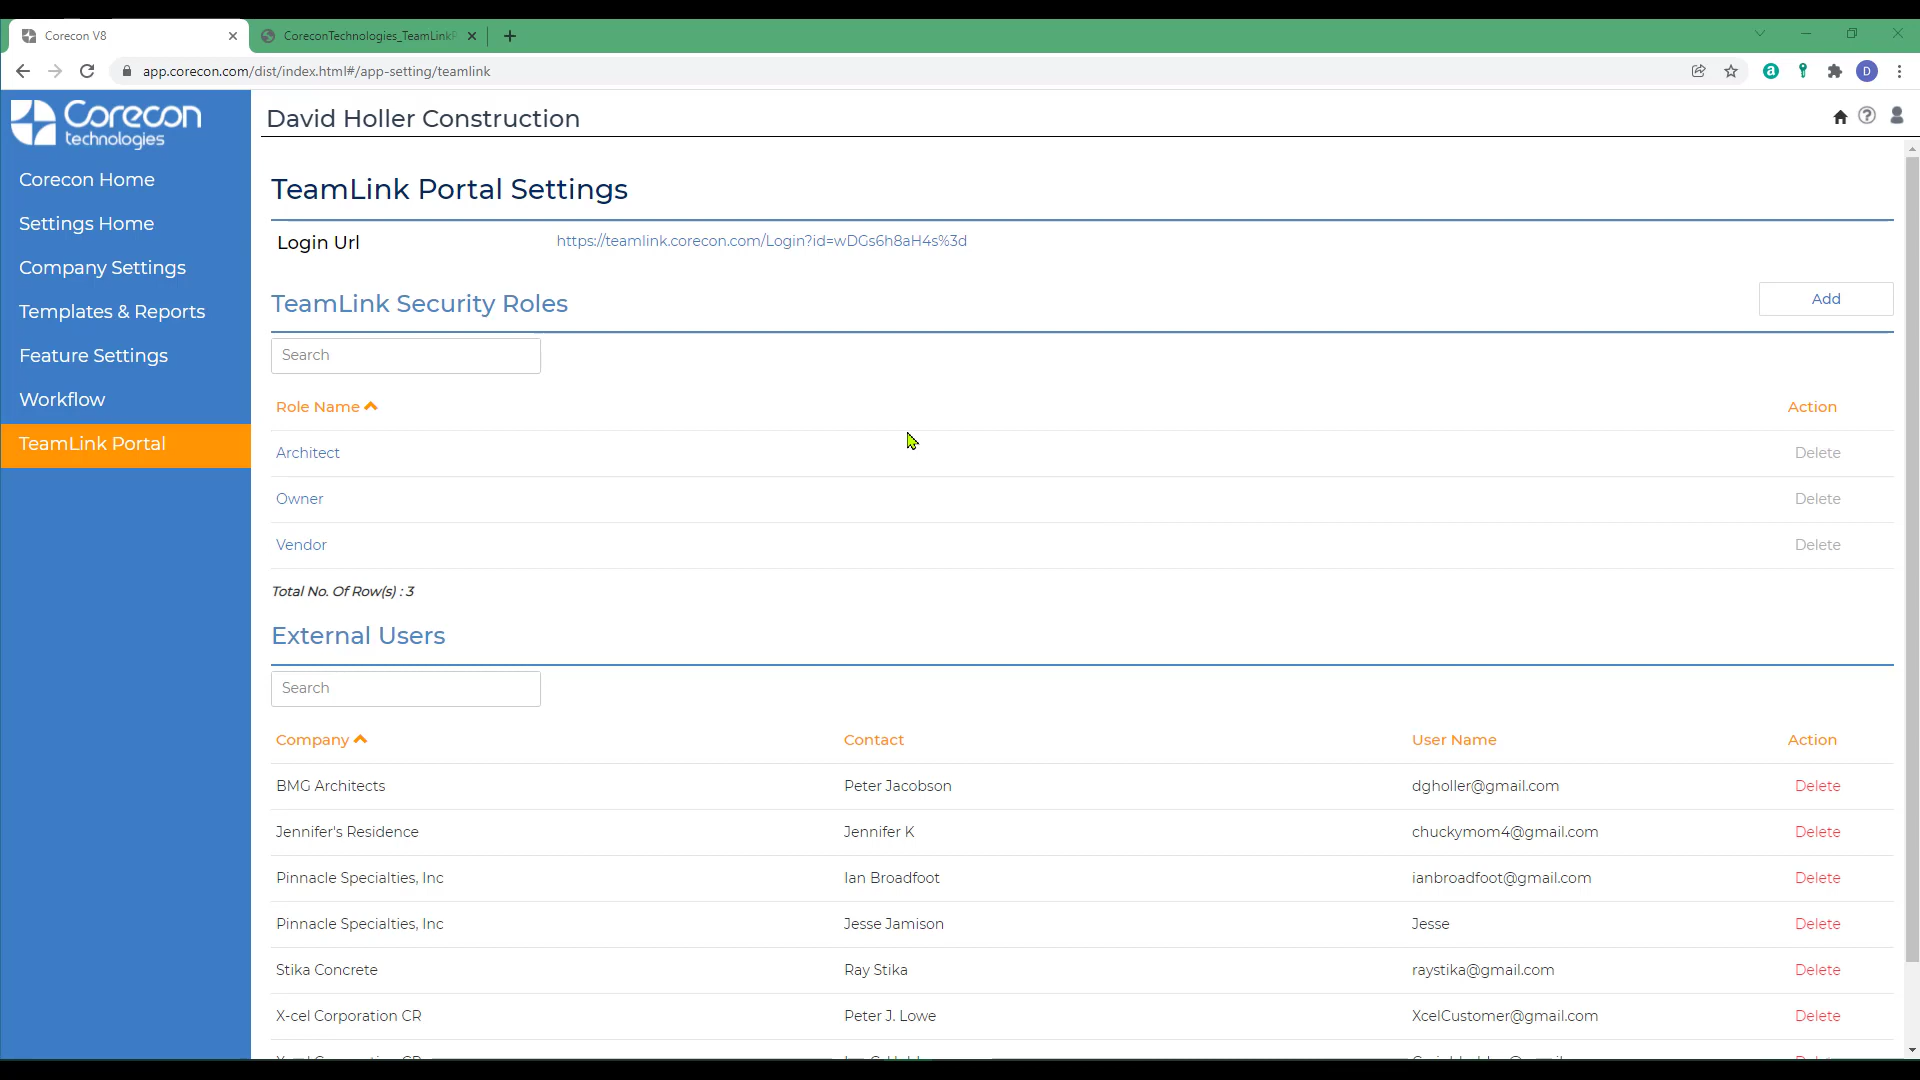 Corecon V8
CoreconTechnologies_TeamLink
app.corecon.com/dist/index.html#/app-setting/teamlink
D
Corecon
technologies
David Holler Construction
Corecon Home
Settings Home
Company Settings
Templates & Reports
Feature Settings
Workflow
TeamLink Portal
TeamLink Portal Settings
Login Url https://teamlink.corecon.com/Login?id=wDGs6h8aH4s%3d
TeamLink Security Roles Add
Search
Role Name Action
Architect Delete
Owner Delete
Vendor Delete
Total No. Of Row(s) : 3
External Users
Search
Company Contact User Name Action
BMG Architects Peter Jacobson dgholler@gmail.com Delete
Jennifer's Residence Jennifer K chuckymom4@gmail.com Delete
Pinnacle Specialties, Inc Ian Broadfoot ianbroadfoot@gmail.com Delete
Pinnacle Specialties, Inc Jesse Jamison Jesse Delete
Stika Concrete Ray Stika raystika@gmail.com Delete
X-cel Corporation CR Peter J. Lowe XcelCustomer@gmail.com Delete